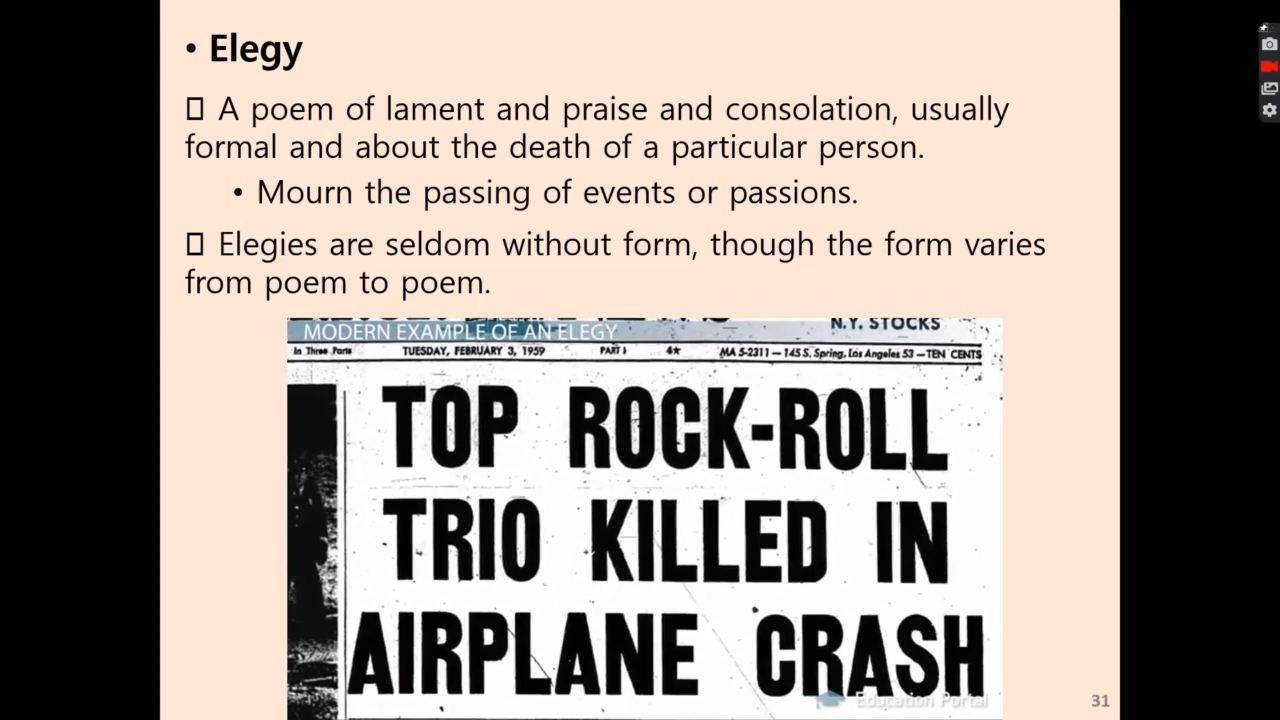 • Elegy
▯ A poem of lament and praise and consolation, usually
formal and about the death of a particular person.
• Mourn the passing of events or passions.
▯ Elegies are seldom without form, though the form varies
from poem to poem.
N.Y. STOCKS
MODERN EXAMPLE OF AN ELEGY
In Three Parts TUESDAY, FEBRUARY 3, 1959 PART I 4★ MA 5-2311 — 145 S. Spring, Los Angeles 53 — TEN CENTS
TOP ROCK-ROLL
TRIO KILLED IN
AIRPLANE CRASH
Education Portal
31